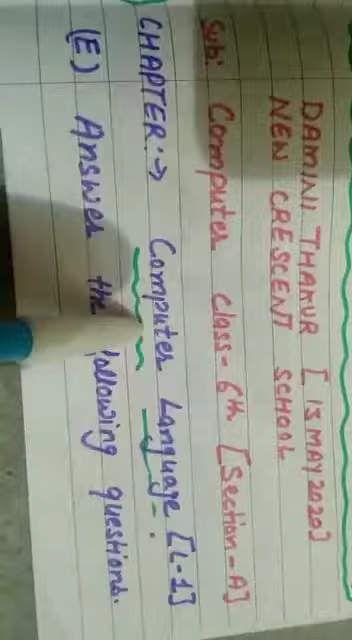 DAMINI THAKUR [13 MAY 2020]
NEW CRESCENT SCHOOL
Sub: Computer Class-6th [Section-A]
CHAPTER:→ Computer Language [L-1]
(E) Answer the following questions.